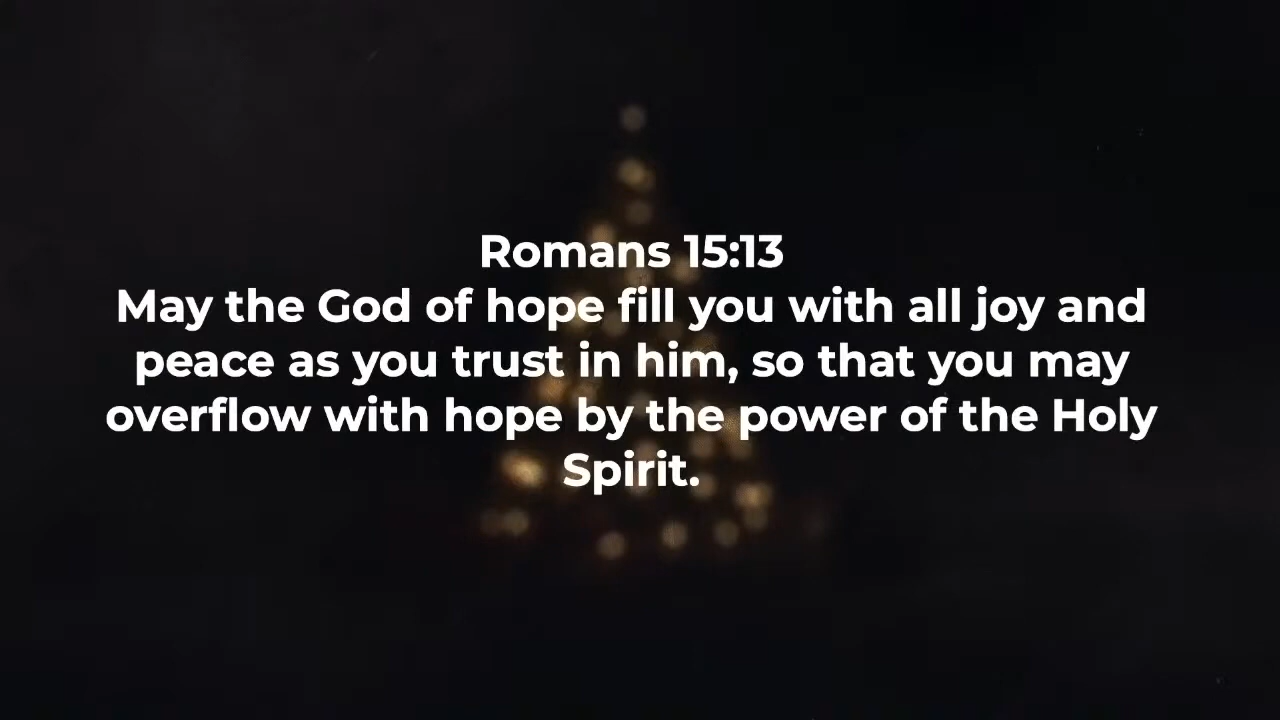 Romans 15:13
May the God of hope fill you with all joy and
peace as you trust in him, so that you may
overflow with hope by the power of the Holy
Spirit.